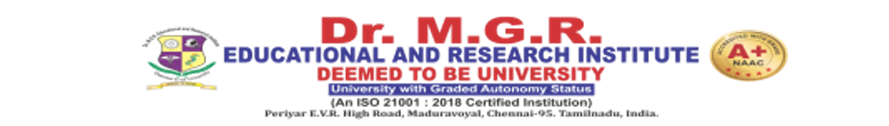 Dr. M.G.R.
EDUCATIONAL AND RESEARCH INSTITUTE
DEEMED TO BE UNIVERSITY
University with Graded Autonomy Status
(An ISO 21001 : 2018 Certified Institution)
Periyar E.V.R. High Road, Maduravoyal, Chennai-95. Tamilnadu, India.
ACCREDITED WITH GRADE
A+
NAAC